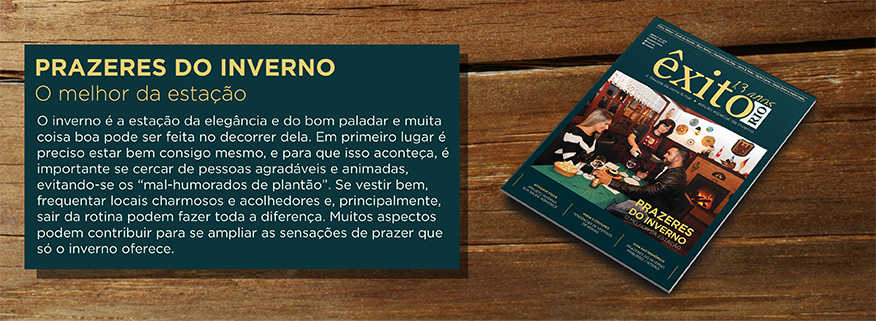 PRAZERES DO INVERNO
O melhor da estação
O inverno é a estação da elegância e do bom paladar e muita
coisa boa pode ser feita no decorrer dela. Em primeiro lugar é
preciso estar bem consigo mesmo, e para que isso aconteça, é
importante se cercar de pessoas agradáveis e animadas,
evitando-se os “mal-humorados de plantão”. Se vestir bem,
frequentar locais charmosos e acolhedores e, principalmente,
sair da rotina podem fazer toda a diferença. Muitos aspectos
podem contribuir para se ampliar as sensações de prazer que
só o inverno oferece.
êxito
RIO
13 anos
PRAZERES
DO INVERNO
O MELHOR DA ESTAÇÃO